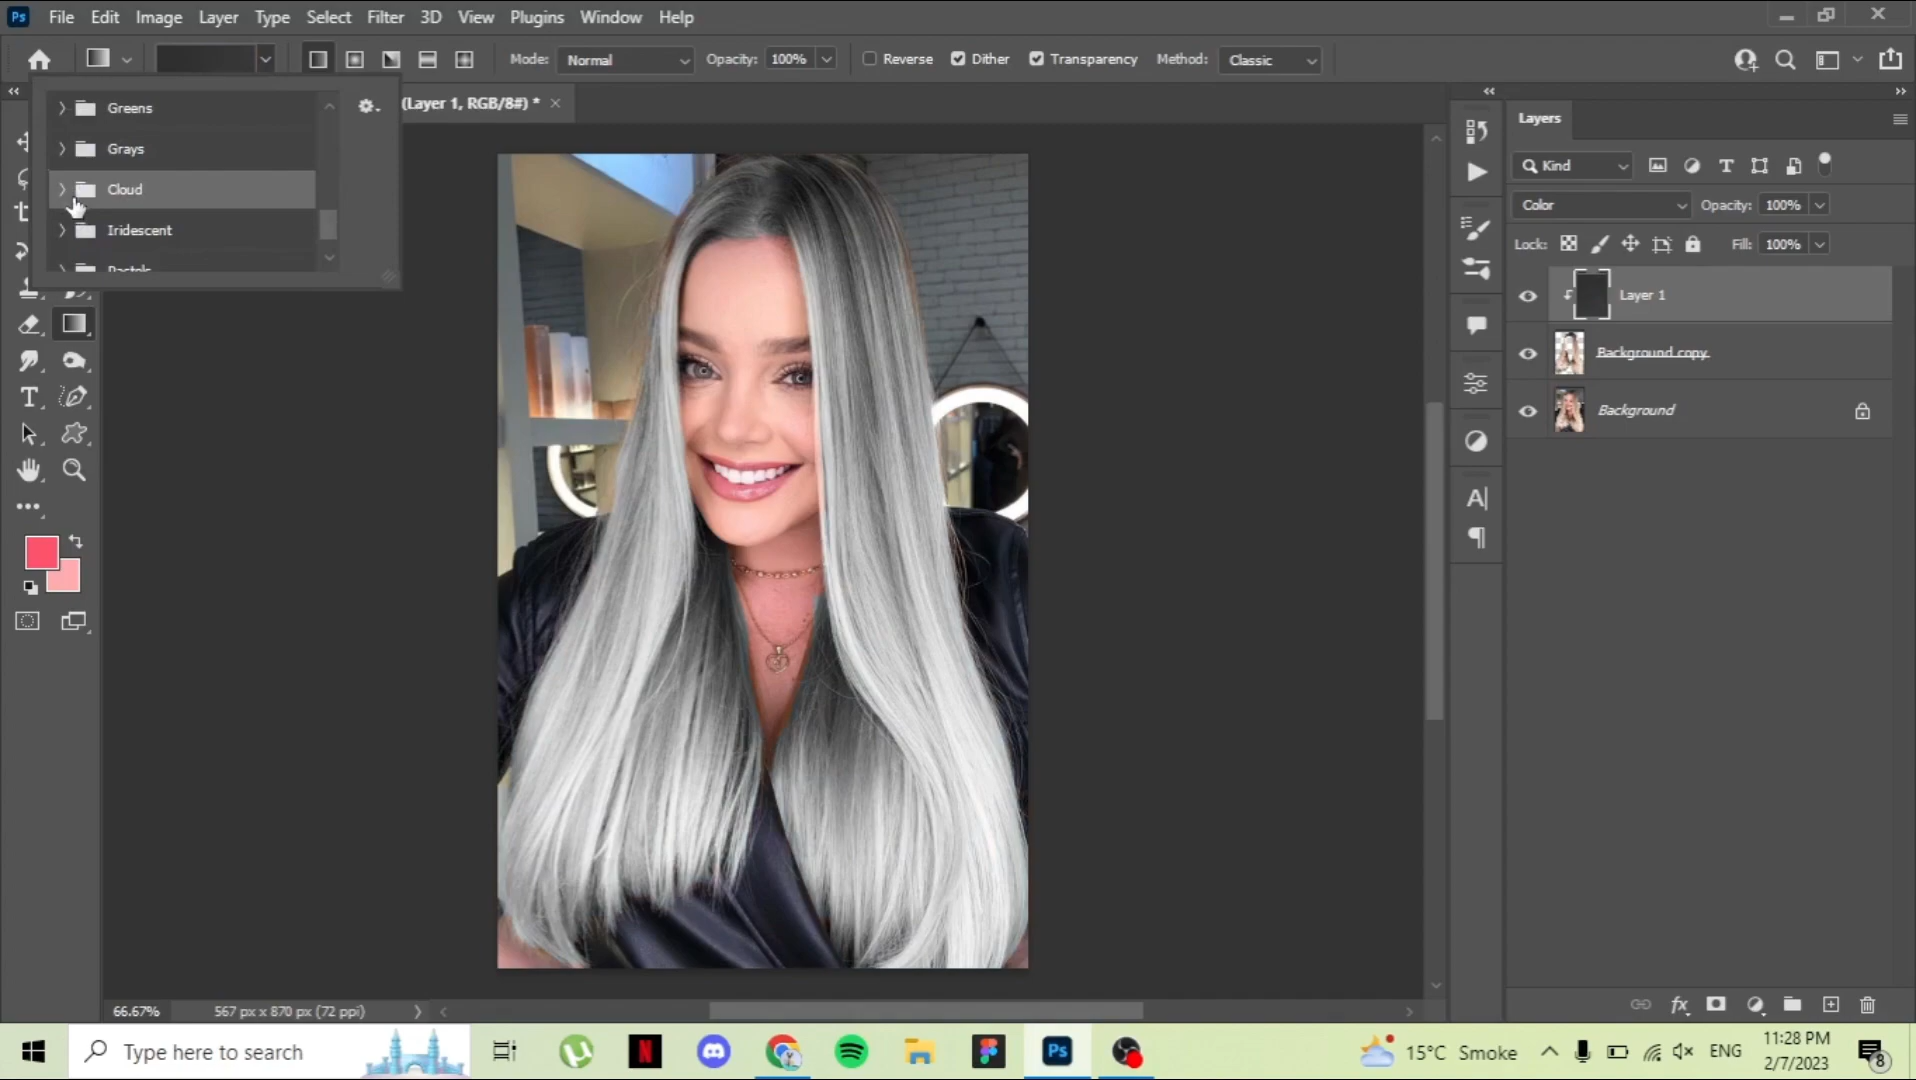 Ps File Edit Image Layer Type Select Filter 3D View Plugins Window Help
Mode: Normal Opacity: 100% Reverse Dither Transparency Method: Classic
(Layer 1, RGB/8#) *
Greens
Grays
Cloud
Iridescent
Pastels
Layers
Kind
Color Opacity: 100%
Lock: Fill: 100%
Layer 1
Background copy
Background
66.67% 567 px x 870 px (72 ppi)
Type here to search
15°C Smoke
ENG
11:28 PM
2/7/2023
8